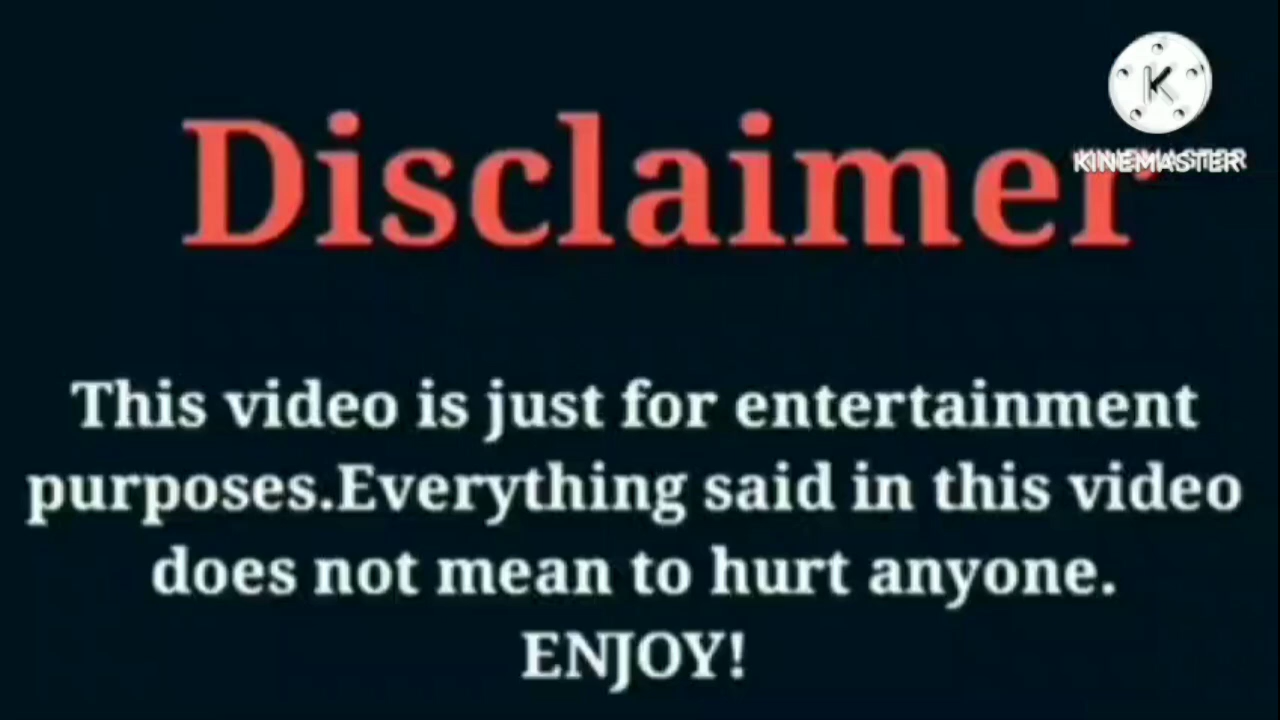 K
KINEMASTER
Disclaimer
This video is just for entertainment
purposes.Everything said in this video
does not mean to hurt anyone.
ENJOY!